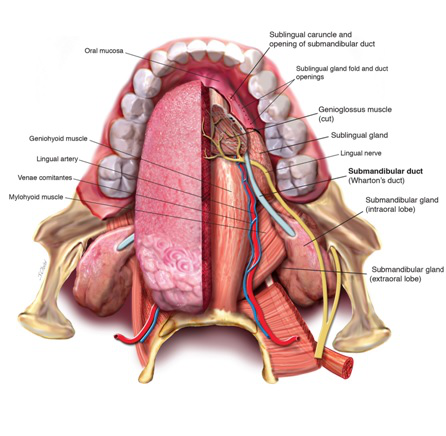 Sublingual caruncle and
opening of submandibular duct
Oral mucosa
Sublingual gland fold and duct
openings
Genioglossus muscle
(cut)
Sublingual gland
Geniohyoid muscle
Lingual nerve
Lingual artery
Submandibular duct
(Wharton's duct)
Venae comitantes
Mylohyoid muscle
Submandibular gland
(intraoral lobe)
Submandibular gland
(extraoral lobe)